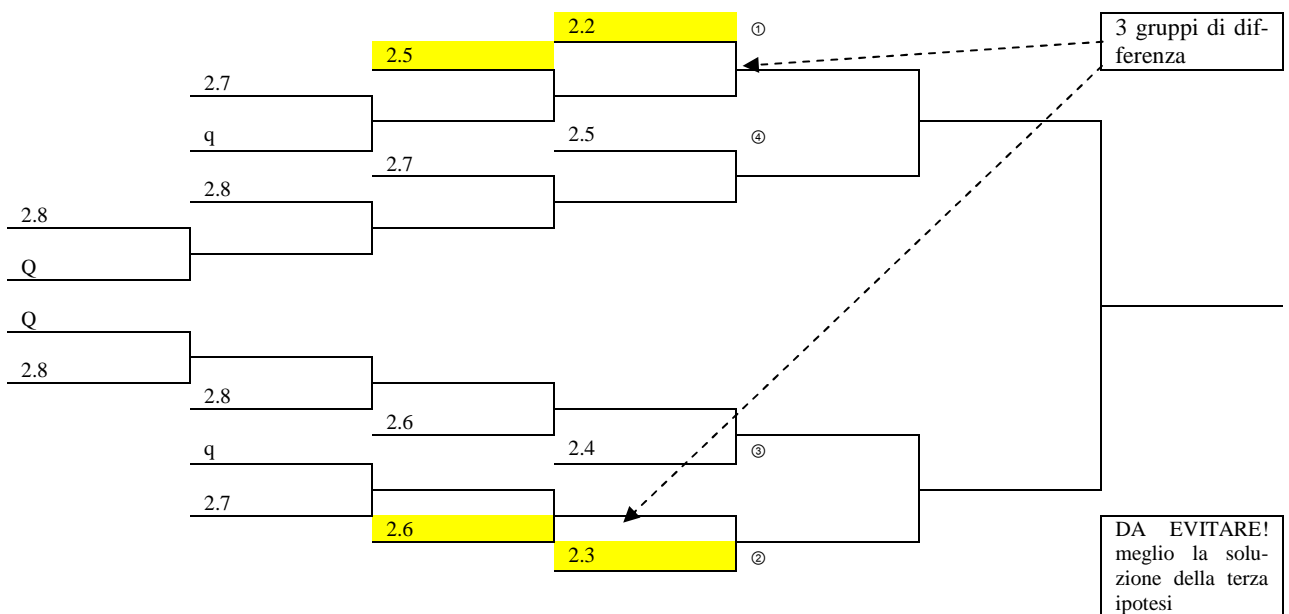 2.2 ①
3 gruppi di dif-
ferenza
2.5
2.7
q
2.5 ④
2.7
2.8
2.8
Q
Q
2.8
2.8
2.6
q
2.4 ③
2.7
2.6
2.3 ②
DA EVITARE!
meglio la solu-
zione della terza
ipotesi